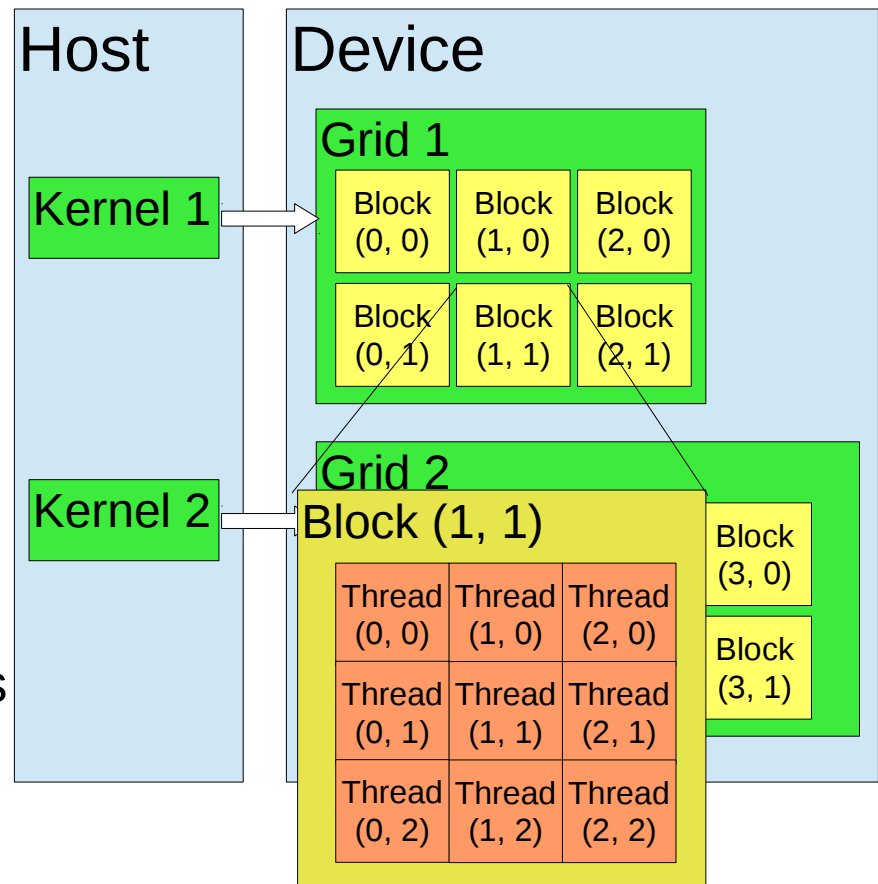 Host
Device
Grid 1
Kernel 1
Block Block Block
(0, 0) (1, 0) (2, 0)
Block Block Block
(0, 1) (1, 1) (2, 1)
Grid 2
Kernel 2
Block (1, 1)
Block
(3, 0)
Thread Thread Thread
(0, 0) (1, 0) (2, 0)
Block
(3, 1)
s
Thread Thread Thread
(0, 1) (1, 1) (2, 1)
Thread Thread Thread
(0, 2) (1, 2) (2, 2)